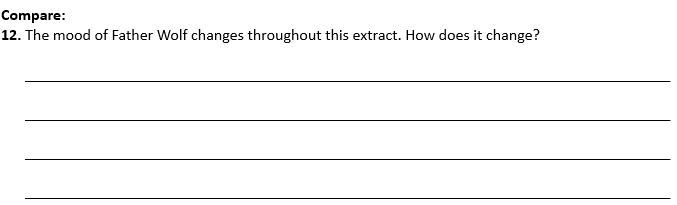 Compare:
12. The mood of Father Wolf changes throughout this extract. How does it change?